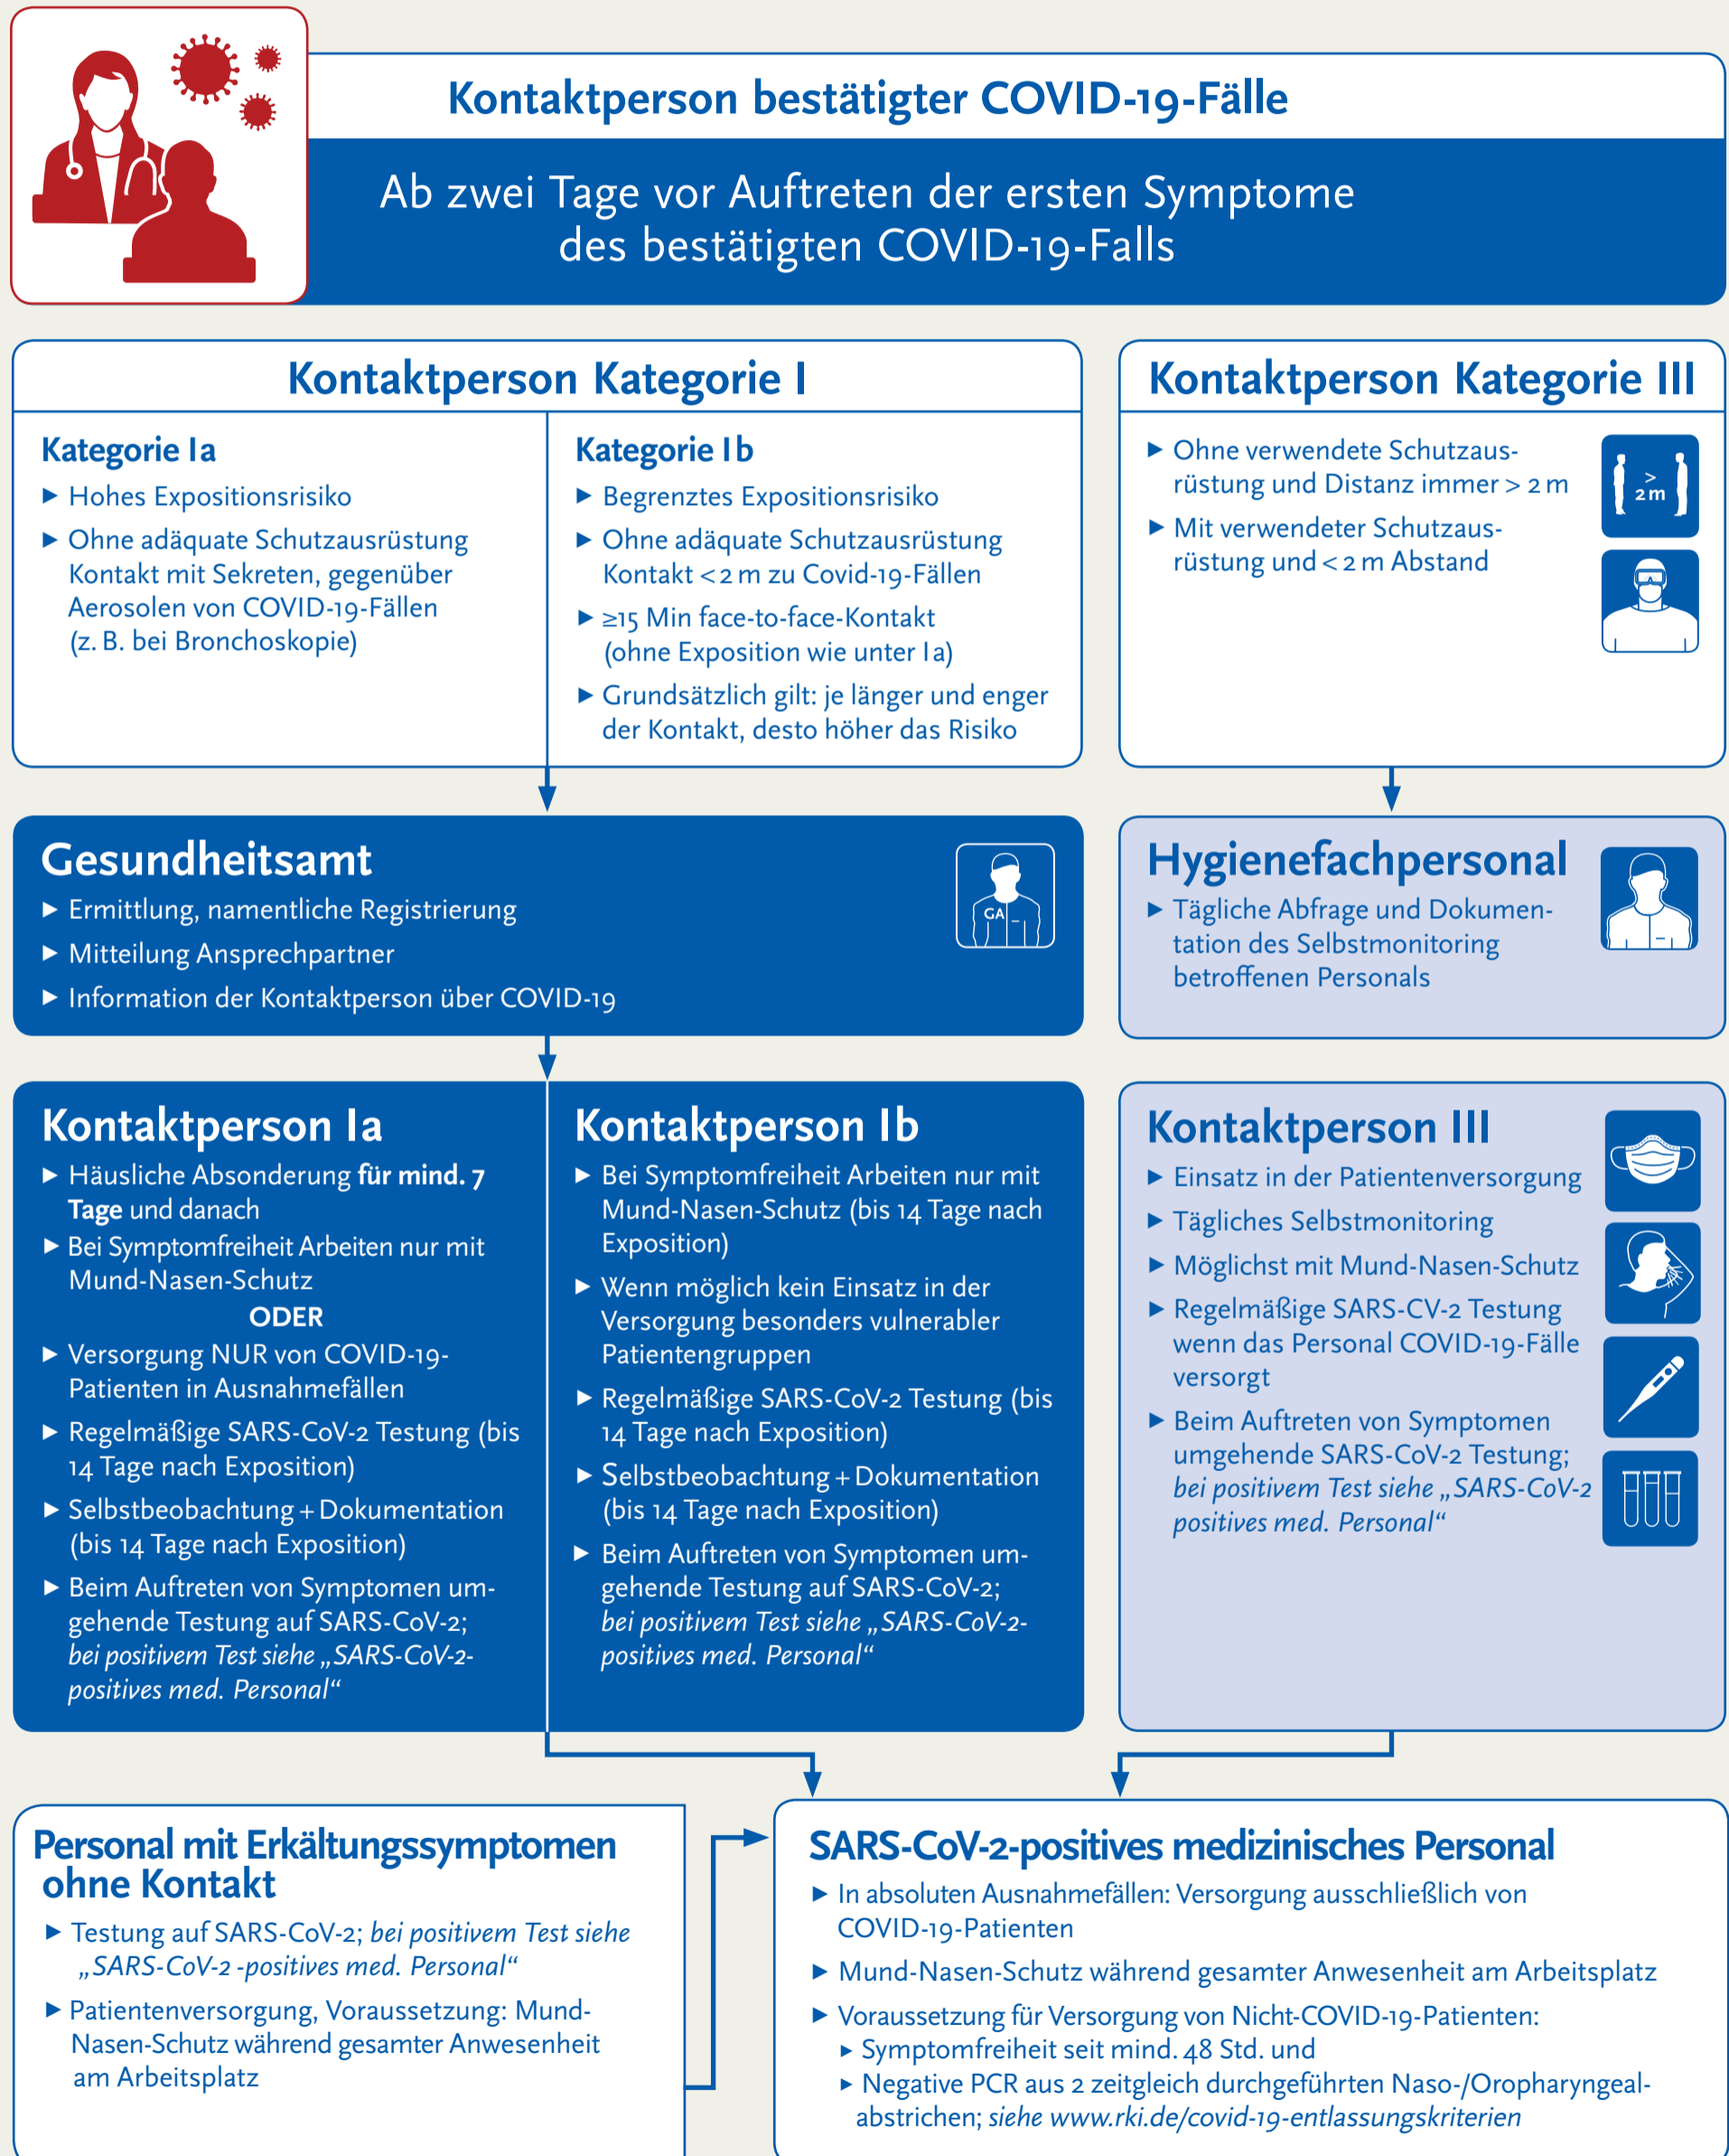 Kontaktperson bestätigter COVID-19-Fälle
Ab zwei Tage vor Auftreten der ersten Symptome
des bestätigten COVID-19-Falls
Kontaktperson Kategorie I
Kategorie Ia
▶ Hohes Expositionsrisiko
▶ Ohne adäquate Schutzausrüstung
Kontakt mit Sekreten, gegenüber
Aerosolen von COVID-19-Fällen
(z. B. bei Bronchoskopie)
Kategorie Ib
▶ Begrenztes Expositionsrisiko
▶ Ohne adäquate Schutzausrüstung
Kontakt < 2 m zu Covid-19-Fällen
▶ ≥15 Min face-to-face-Kontakt
(ohne Exposition wie unter Ia)
▶ Grundsätzlich gilt: je länger und enger
der Kontakt, desto höher das Risiko
Kontaktperson Kategorie III
▶ Ohne verwendete Schutzaus-
rüstung und Distanz immer > 2 m
▶ Mit verwendeter Schutzaus-
rüstung und < 2 m Abstand
>
2 m
Gesundheitsamt
▶ Ermittlung, namentliche Registrierung
▶ Mitteilung Ansprechpartner
▶ Information der Kontaktperson über COVID-19
GA
Hygienefachpersonal
▶ Tägliche Abfrage und Dokumen-
tation des Selbstmonitoring
betroffenen Personals
Kontaktperson Ia
▶ Häusliche Absonderung für mind. 7
Tage und danach
▶ Bei Symptomfreiheit Arbeiten nur mit
Mund-Nasen-Schutz
ODER
▶ Versorgung NUR von COVID-19-
Patienten in Ausnahmefällen
▶ Regelmäßige SARS-CoV-2 Testung (bis
14 Tage nach Exposition)
▶ Selbstbeobachtung + Dokumentation
(bis 14 Tage nach Exposition)
▶ Beim Auftreten von Symptomen um-
gehende Testung auf SARS-CoV-2;
bei positivem Test siehe „SARS-CoV-2-
positives med. Personal“
Kontaktperson Ib
▶ Bei Symptomfreiheit Arbeiten nur mit
Mund-Nasen-Schutz (bis 14 Tage nach
Exposition)
▶ Wenn möglich kein Einsatz in der
Versorgung besonders vulnerabler
Patientengruppen
▶ Regelmäßige SARS-CoV-2 Testung (bis
14 Tage nach Exposition)
▶ Selbstbeobachtung + Dokumentation
(bis 14 Tage nach Exposition)
▶ Beim Auftreten von Symptomen um-
gehende Testung auf SARS-CoV-2;
bei positivem Test siehe „SARS-CoV-2-
positives med. Personal“
Kontaktperson III
▶ Einsatz in der Patientenversorgung
▶ Tägliches Selbstmonitoring
▶ Möglichst mit Mund-Nasen-Schutz
▶ Regelmäßige SARS-CV-2 Testung
wenn das Personal COVID-19-Fälle
versorgt
▶ Beim Auftreten von Symptomen
umgehende SARS-CoV-2 Testung;
bei positivem Test siehe „SARS-CoV-2
positives med. Personal“
Personal mit Erkältungssymptomen
ohne Kontakt
▶ Testung auf SARS-CoV-2; bei positivem Test siehe
„SARS-CoV-2 -positives med. Personal“
▶ Patientenversorgung, Voraussetzung: Mund-
Nasen-Schutz während gesamter Anwesenheit
am Arbeitsplatz
SARS-CoV-2-positives medizinisches Personal
▶ In absoluten Ausnahmefällen: Versorgung ausschließlich von
COVID-19-Patienten
▶ Mund-Nasen-Schutz während gesamter Anwesenheit am Arbeitsplatz
▶ Voraussetzung für Versorgung von Nicht-COVID-19-Patienten:
▶ Symptomfreiheit seit mind. 48 Std. und
▶ Negative PCR aus 2 zeitgleich durchgeführten Naso-/Oropharyngeal-
abstrichen; siehe www.rki.de/covid-19-entlassungskriterien